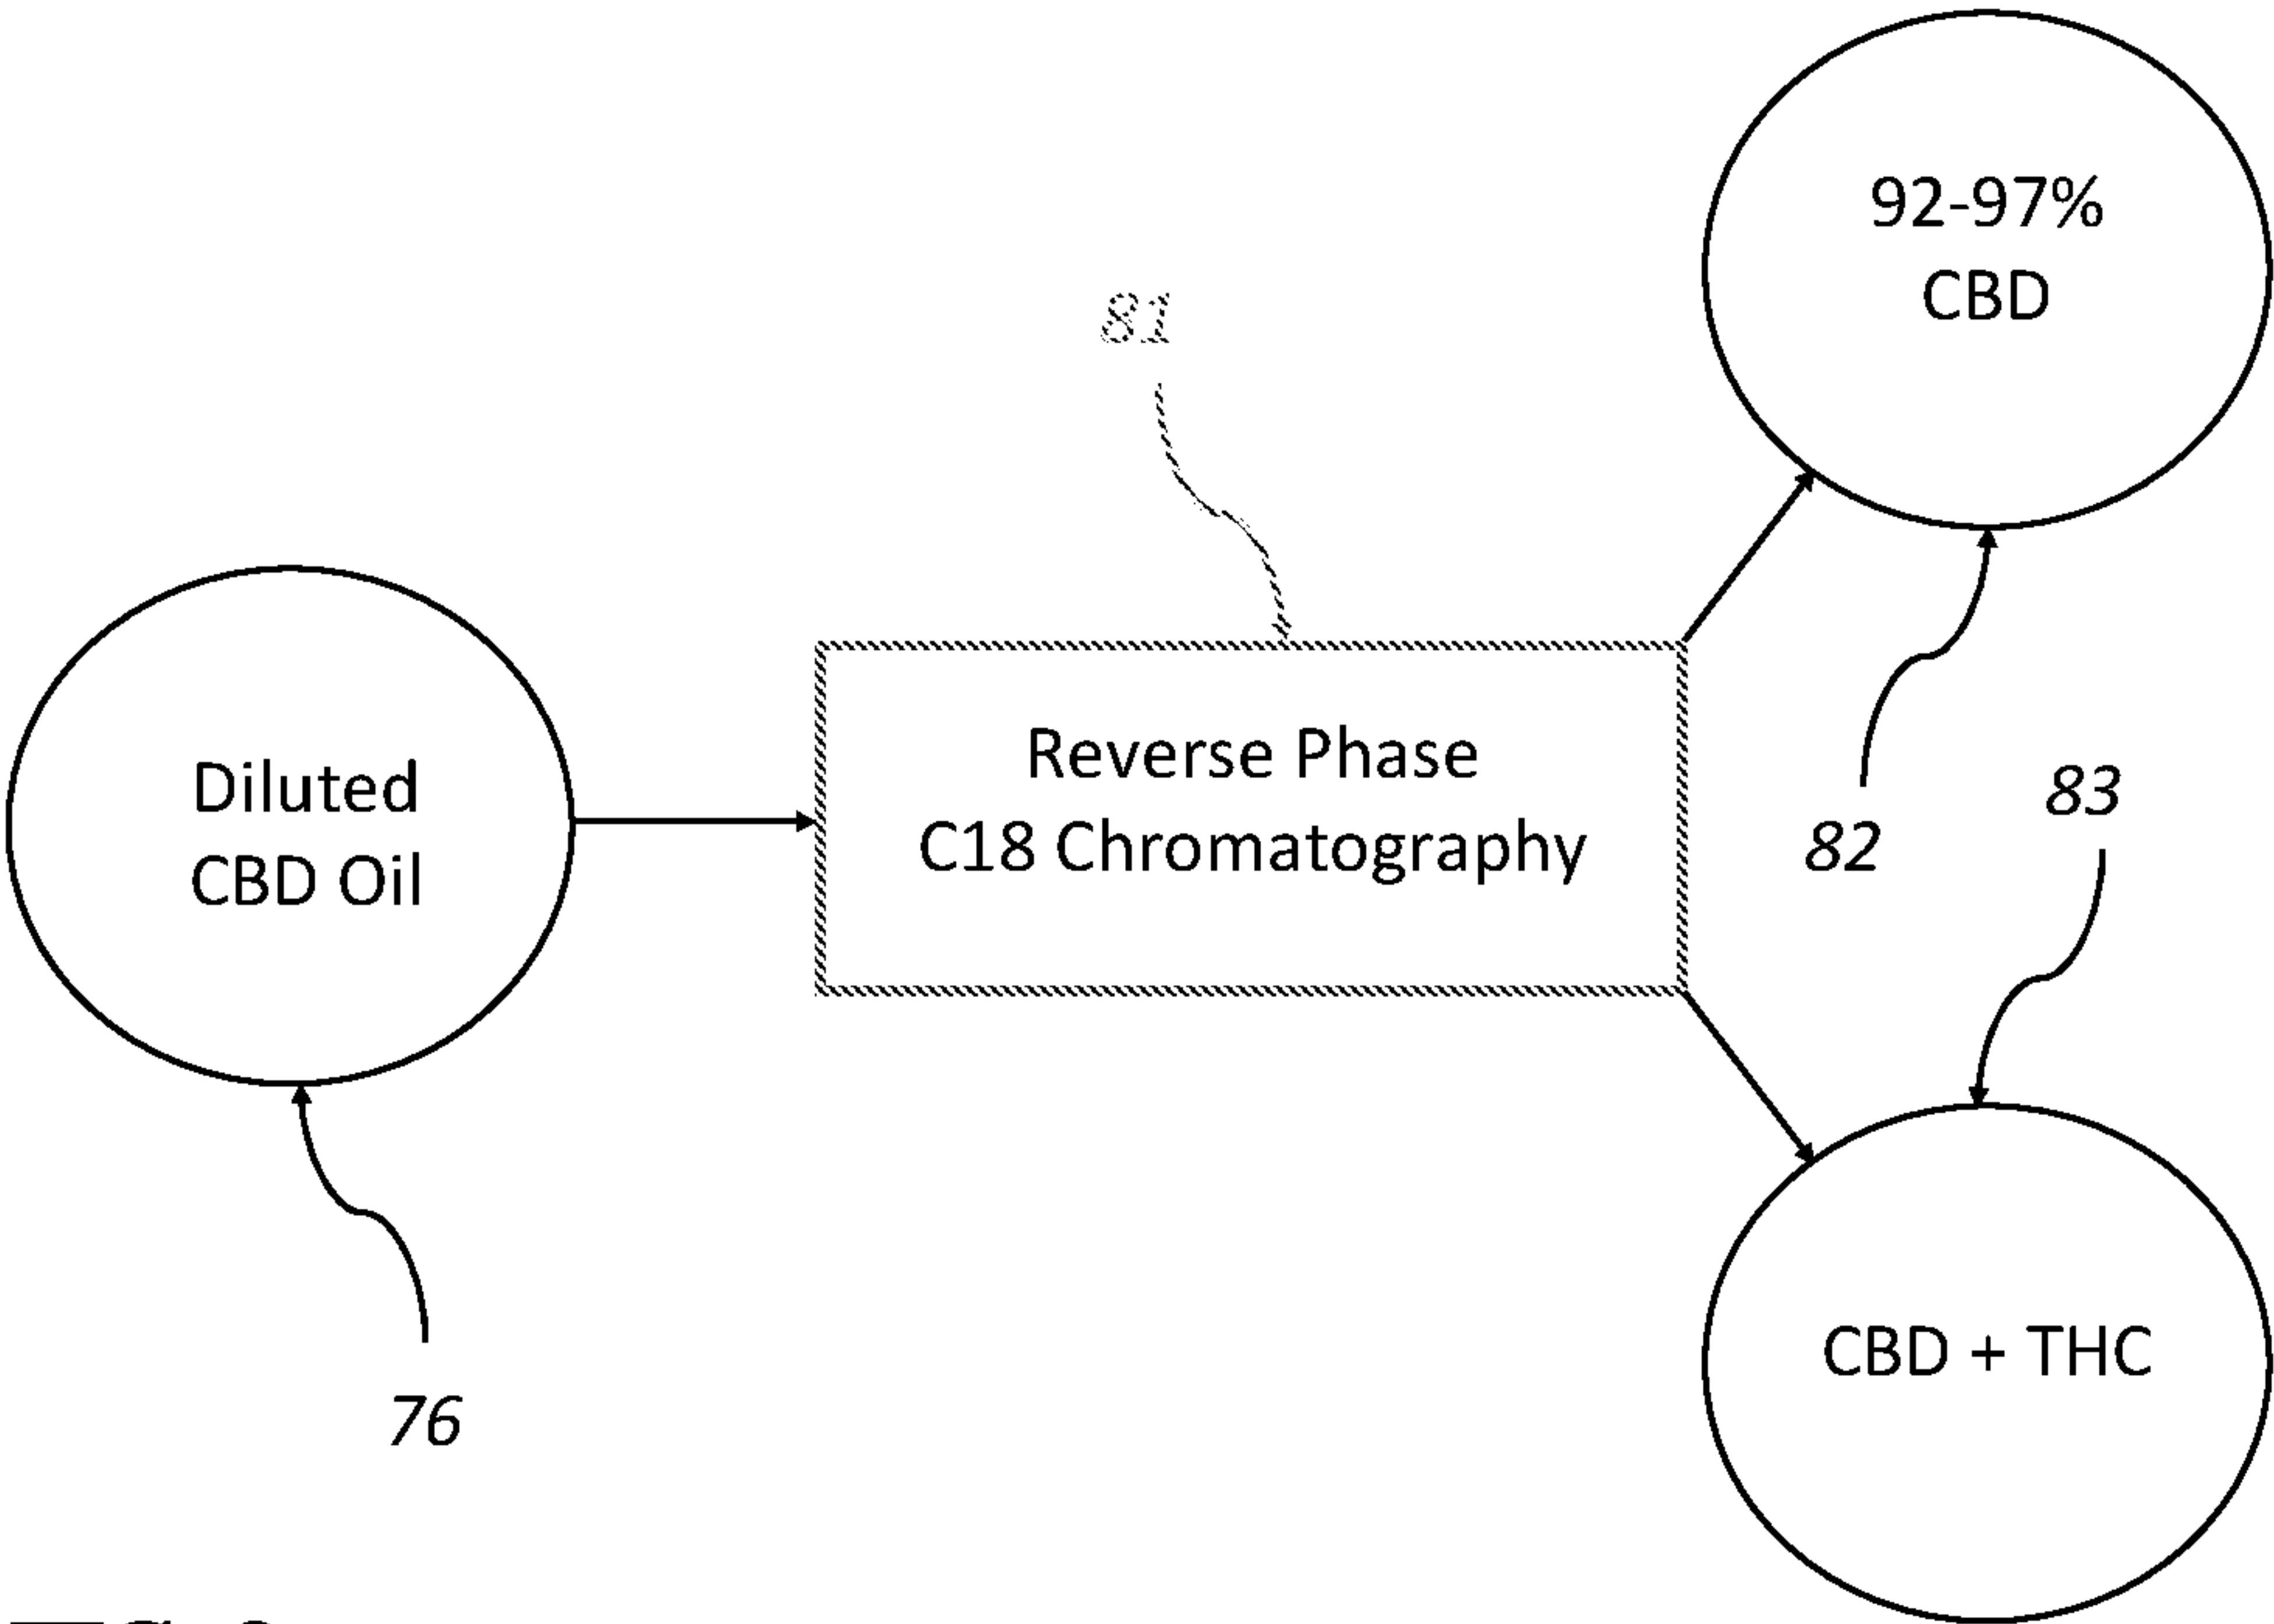 92-97%
CBD
81
Diluted
CBD Oil
Reverse Phase
C18 Chromatography
82
83
76
CBD + THC